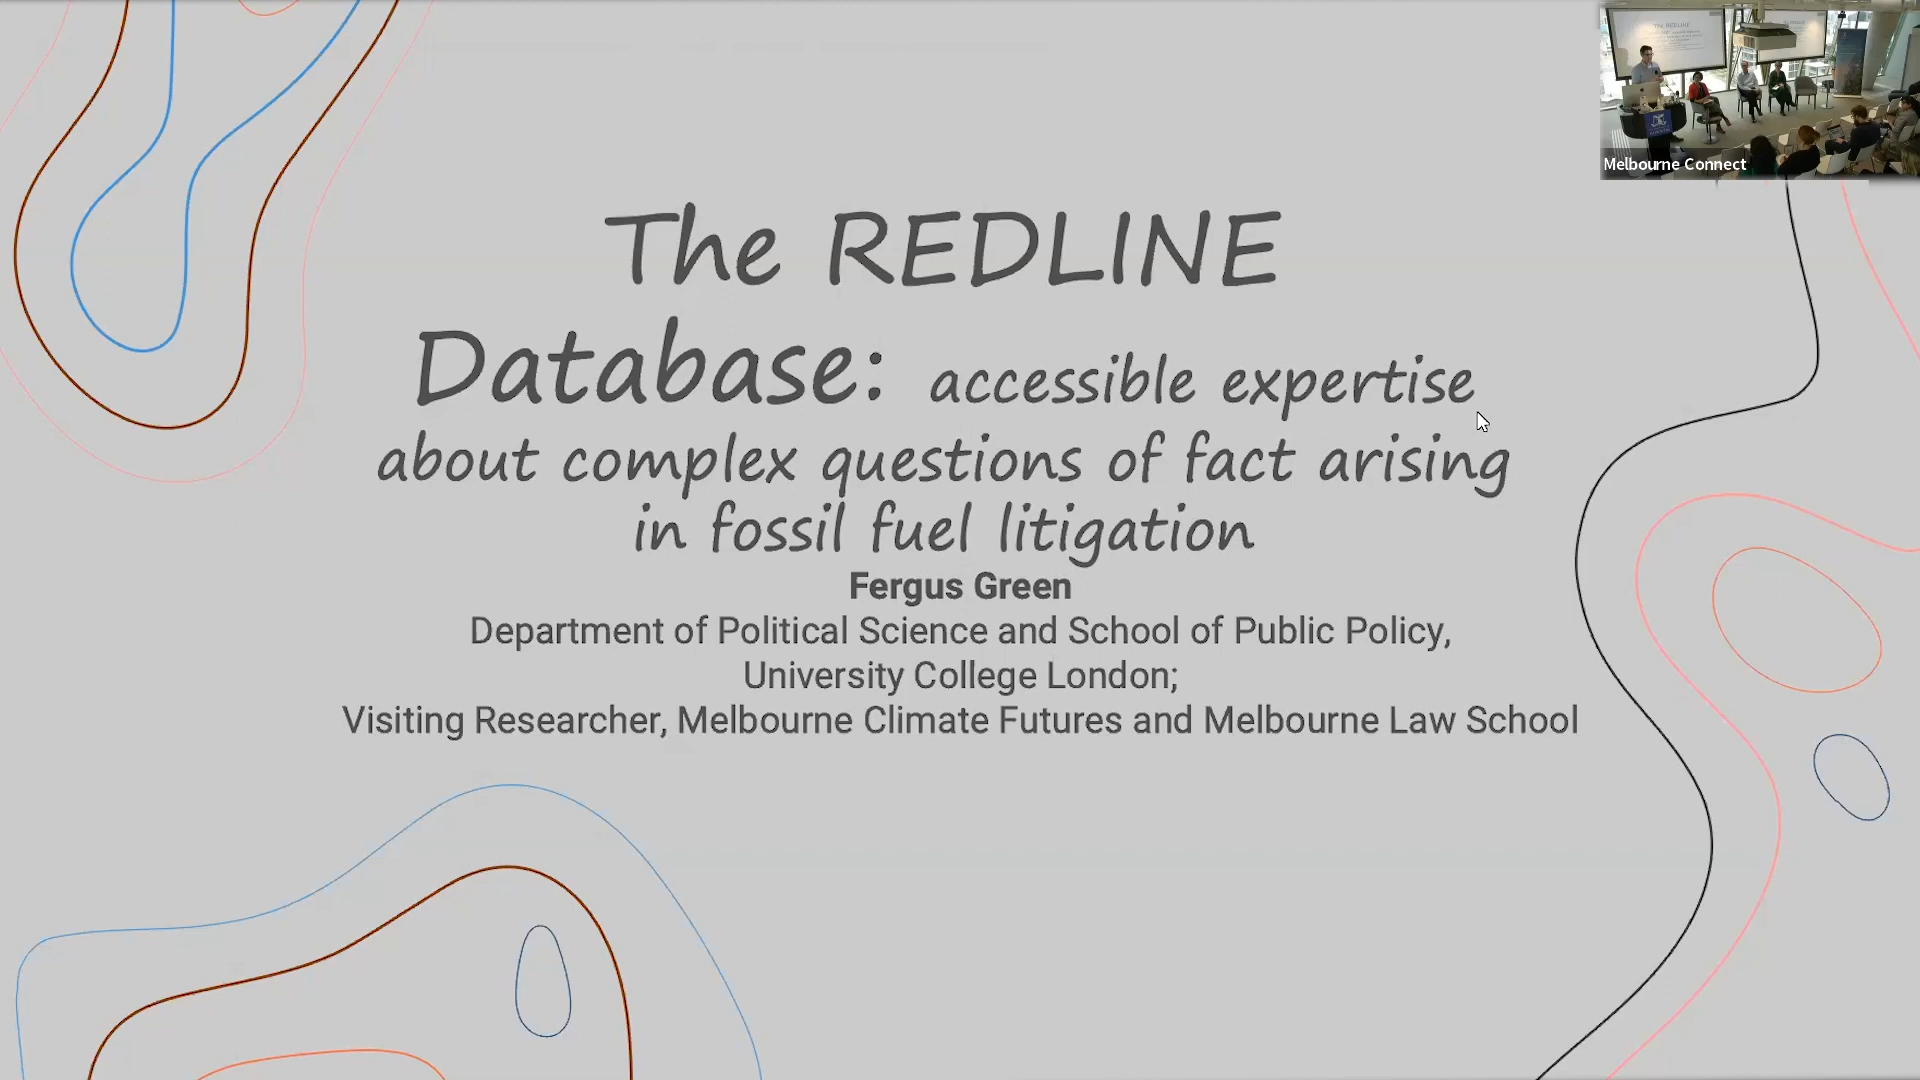 The REDLINE
Database: accessible expertise
about complex questions of fact arising
in fossil fuel litigation
Fergus Green
Department of Political Science and School of Public Policy,
University College London;
Visiting Researcher, Melbourne Climate Futures and Melbourne Law School
The REDLINE
Melbourne Connect